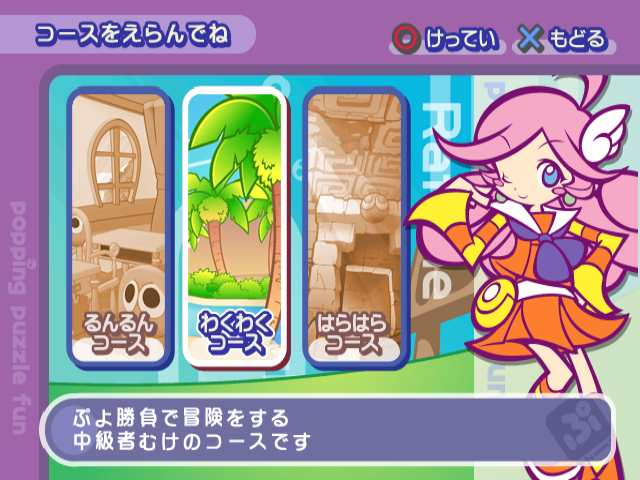 コースをえらんでね
けってい
もどる
るんるん
コース
わくわく
コース
はらはら
コース
popping puzzle fun
ぷよ勝負で冒険をする
中級者むけのコースです
ぷ